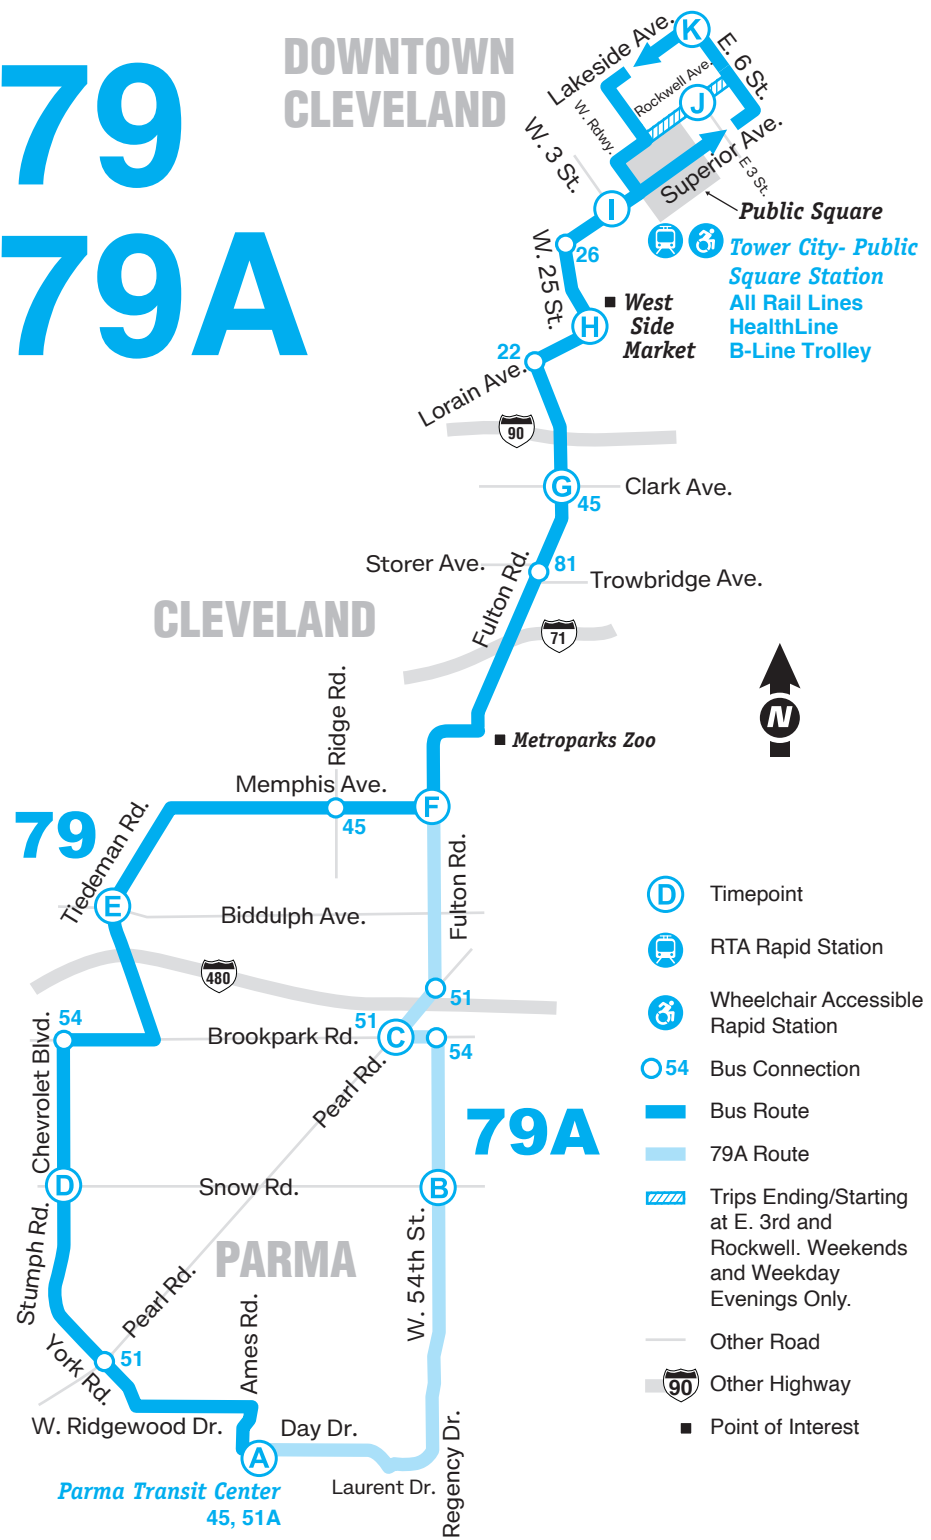 79
79A
DOWNTOWN
CLEVELAND
K
Lakeside Ave.
E. 6 St.
Rockwell Ave.
J
W. Rdwy.
W. 3 St.
Superior Ave.
E 3 St.
I
Public Square
26
W. 25 St.
Tower City- Public
Square Station
All Rail Lines
HealthLine
B-Line Trolley
H
West
Side
Market
22
Lorain Ave.
90
G
Clark Ave.
45
Storer Ave.
81
Fulton Rd.
Trowbridge Ave.
CLEVELAND
71
Ridge Rd.
N
Metroparks Zoo
Memphis Ave.
F
45
79
Tiedeman Rd.
E
Biddulph Ave.
Fulton Rd.
480
51
54
51
Brookpark Rd.
C
54
Chevrolet Blvd.
Pearl Rd.
79A
D
Snow Rd.
B
Stumph Rd.
PARMA
W. 54th St.
Pearl Rd.
Ames Rd.
York Rd.
51
W. Ridgewood Dr.
Day Dr.
A
Laurent Dr.
Regency Dr.
Parma Transit Center
45, 51A
D
Timepoint
RTA Rapid Station
Wheelchair Accessible
Rapid Station
54
Bus Connection
Bus Route
79A Route
Trips Ending/Starting
at E. 3rd and
Rockwell. Weekends
and Weekday
Evenings Only.
Other Road
90
Other Highway
Point of Interest